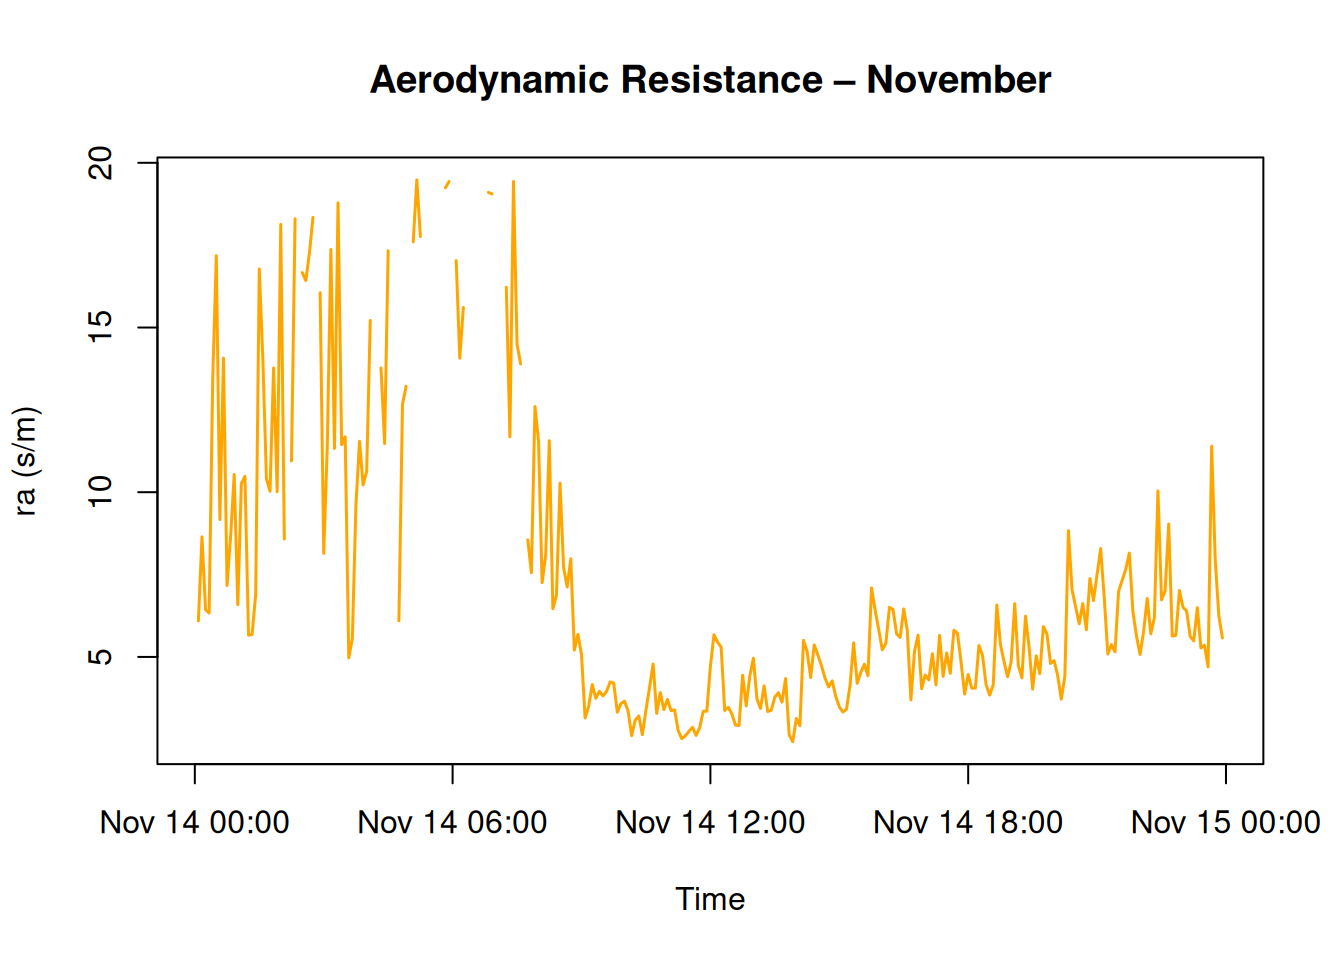 Aerodynamic Resistance – November
20
15
10
5
ra (s/m)
Nov 14 00:00 Nov 14 06:00 Nov 14 12:00 Nov 14 18:00 Nov 15 00:00
Time